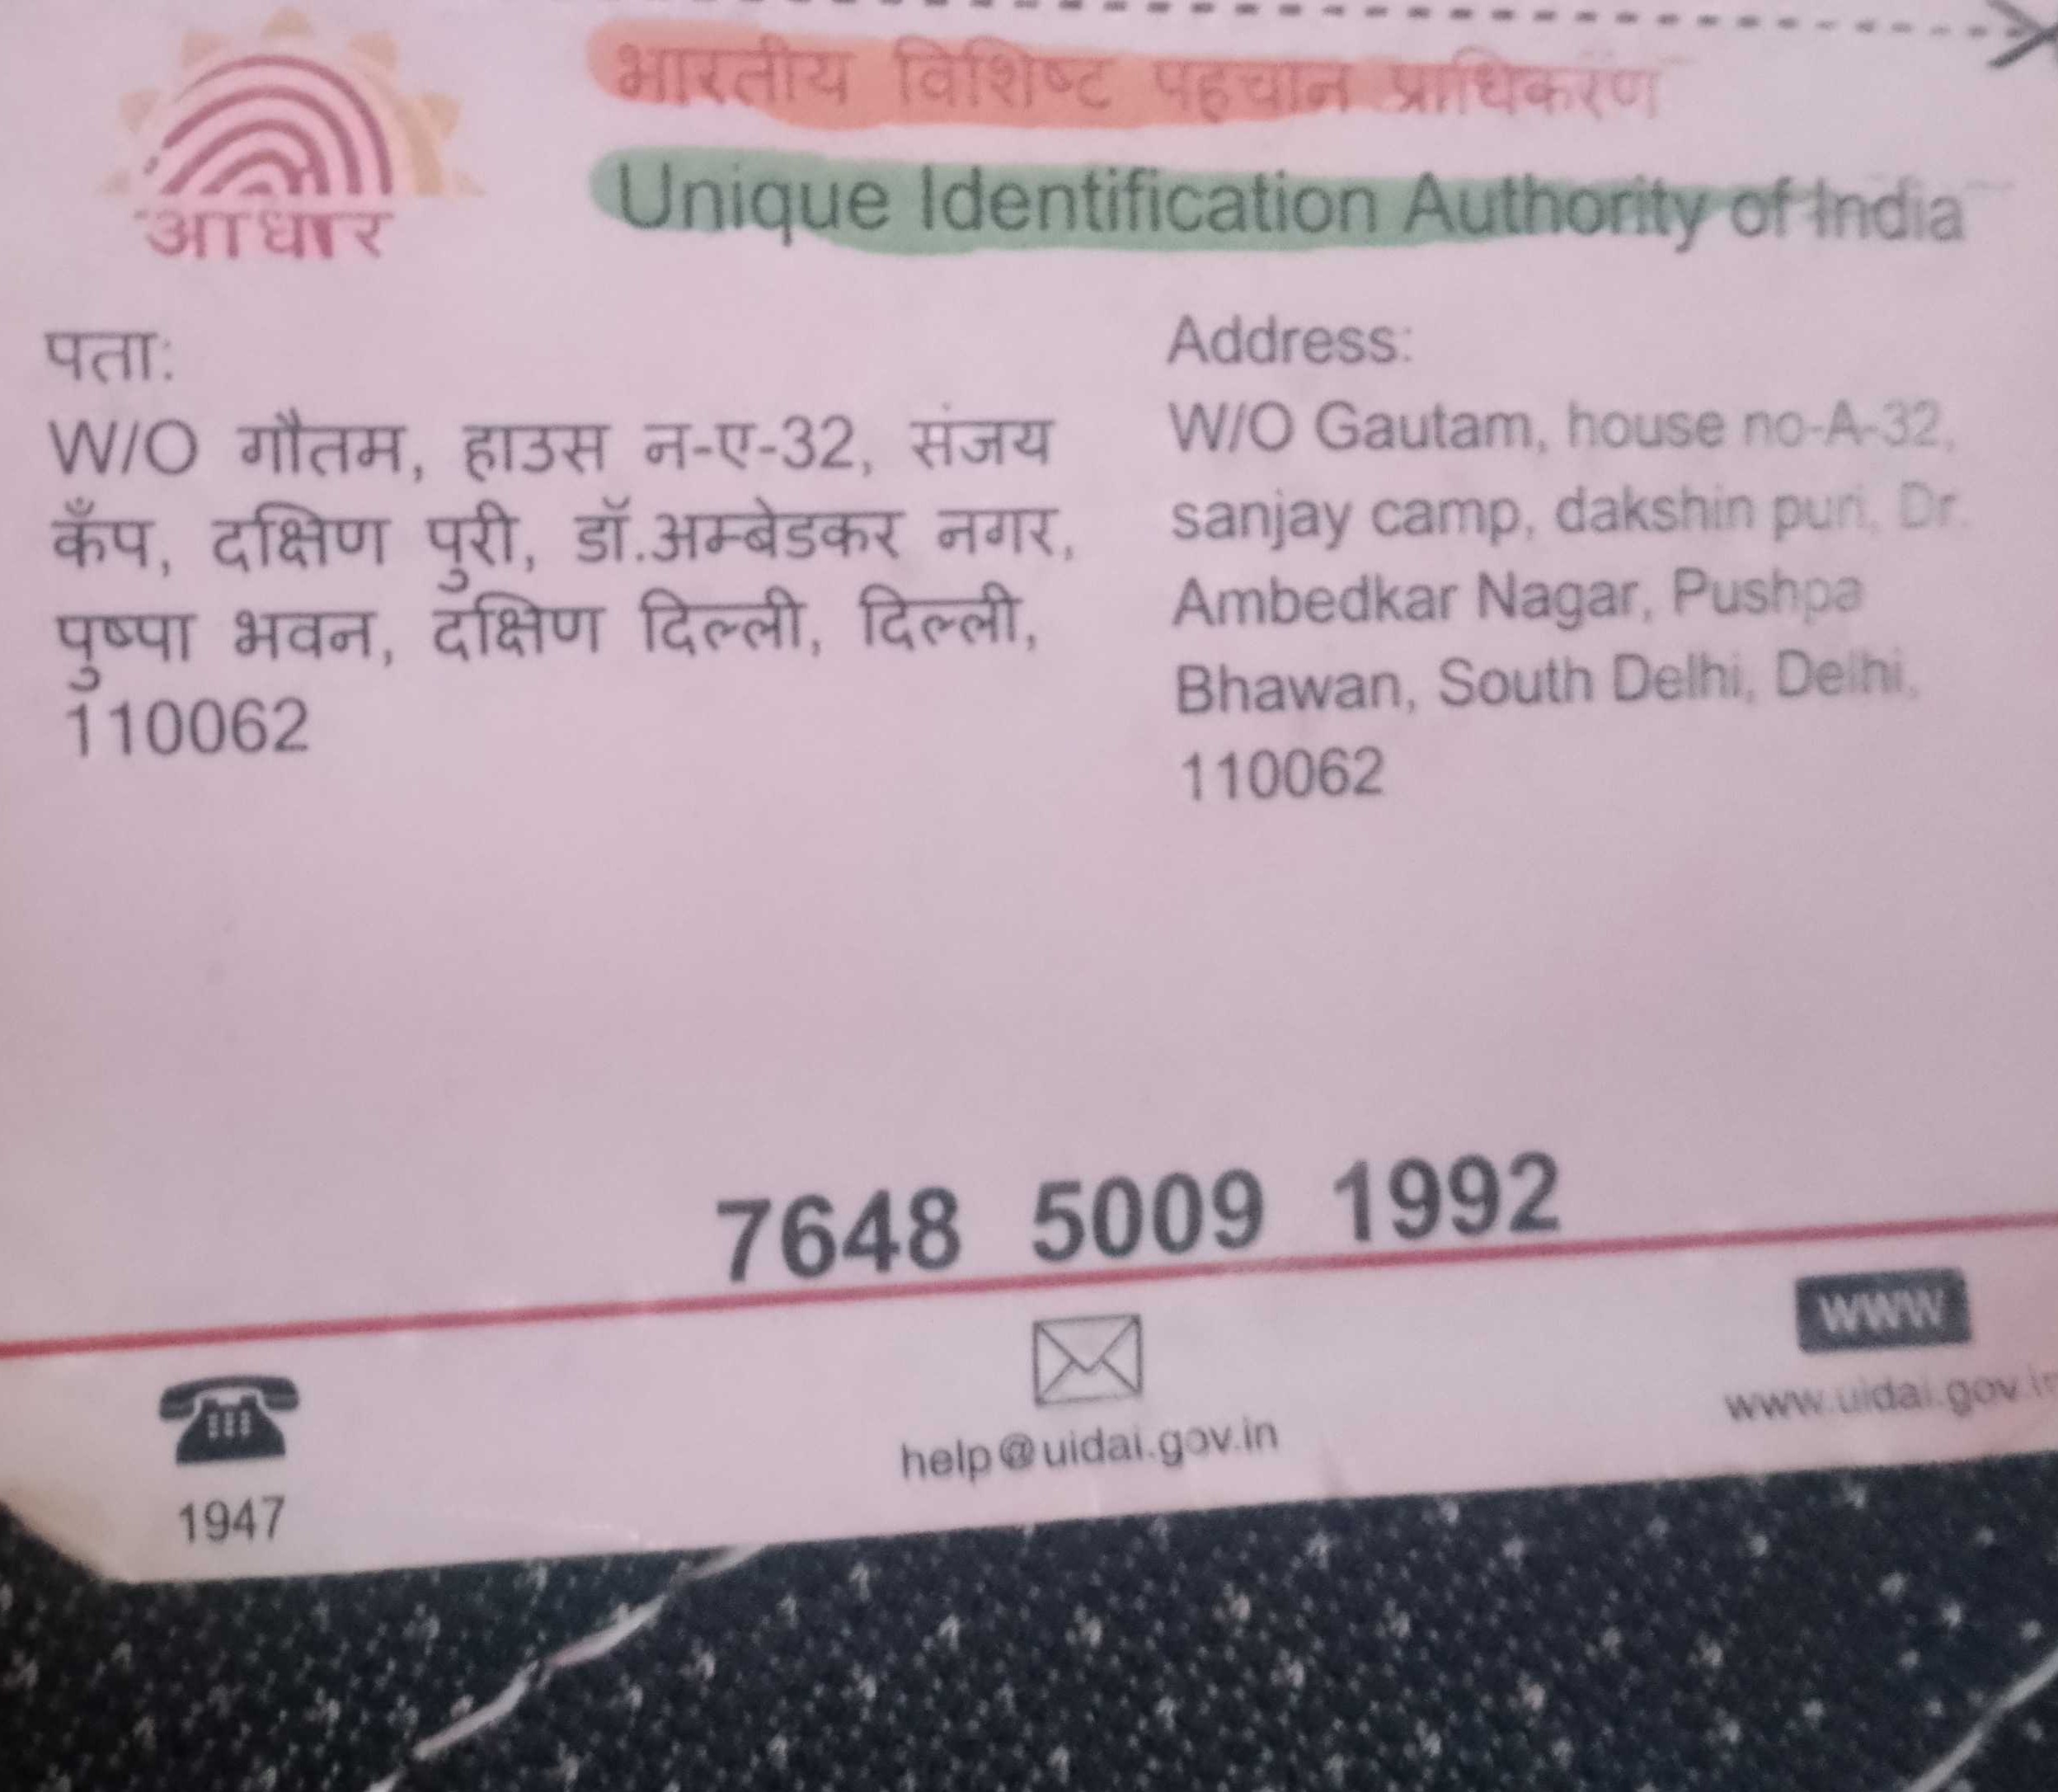 भारतीय विशिष्ट पहचान प्राधिकरण
Unique Identification Authority of India
आधार
पता:
W/O गौतम, हाउस न-ए-32, संजय
कैंप, दक्षिण पुरी, डॉ.अम्बेडकर नगर,
पुष्पा भवन, दक्षिण दिल्ली, दिल्ली,
110062
Address:
W/O Gautam, house no-A-32,
sanjay camp, dakshin puri, Dr.
Ambedkar Nagar, Pushpa
Bhawan, South Delhi, Delhi,
110062
7648 5009 1992
1947
help@uidai.gov.in
WWW
www.uidai.gov.in